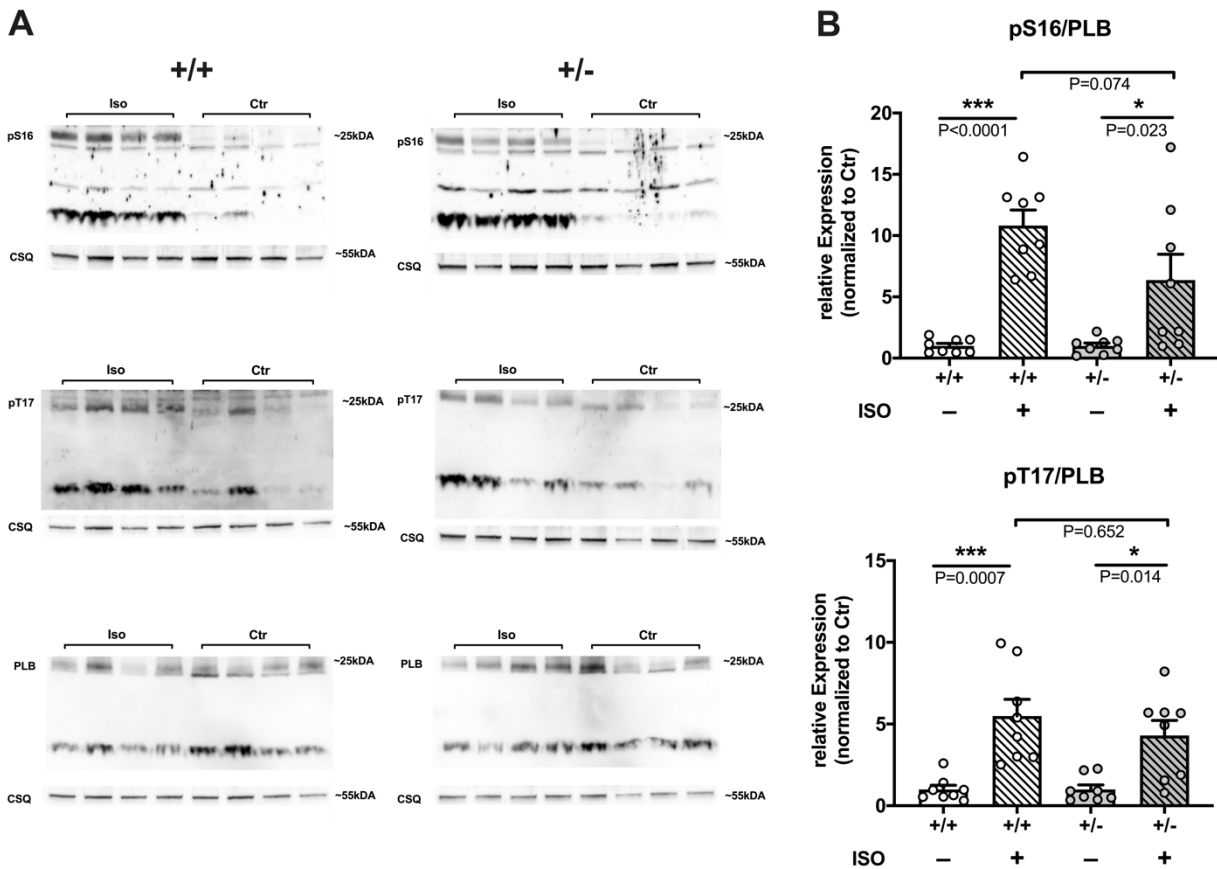 A
+/+
+/-
Iso Ctr
Iso Ctr
pS16 ~25kDA
pS16 ~25kDA
CSQ ~55kDA
CSQ ~55kDA
Iso Ctr
Iso Ctr
pT17 ~25kDA
pT17 ~25kDA
CSQ ~55kDA
CSQ ~55kDA
Iso Ctr
Iso Ctr
PLB ~25kDA
PLB ~25kDA
CSQ ~55kDA
CSQ ~55kDA
B
pS16/PLB
P=0.074
*** *
P<0.0001 P=0.023
relative Expression
(normalized to Ctr)
20
15
10
5
0
+/+ +/+ +/- +/-
ISO – + – +
pT17/PLB
P=0.652
*** *
P=0.0007 P=0.014
relative Expression
(normalized to Ctr)
15
10
5
0
+/+ +/+ +/- +/-
ISO – + – +